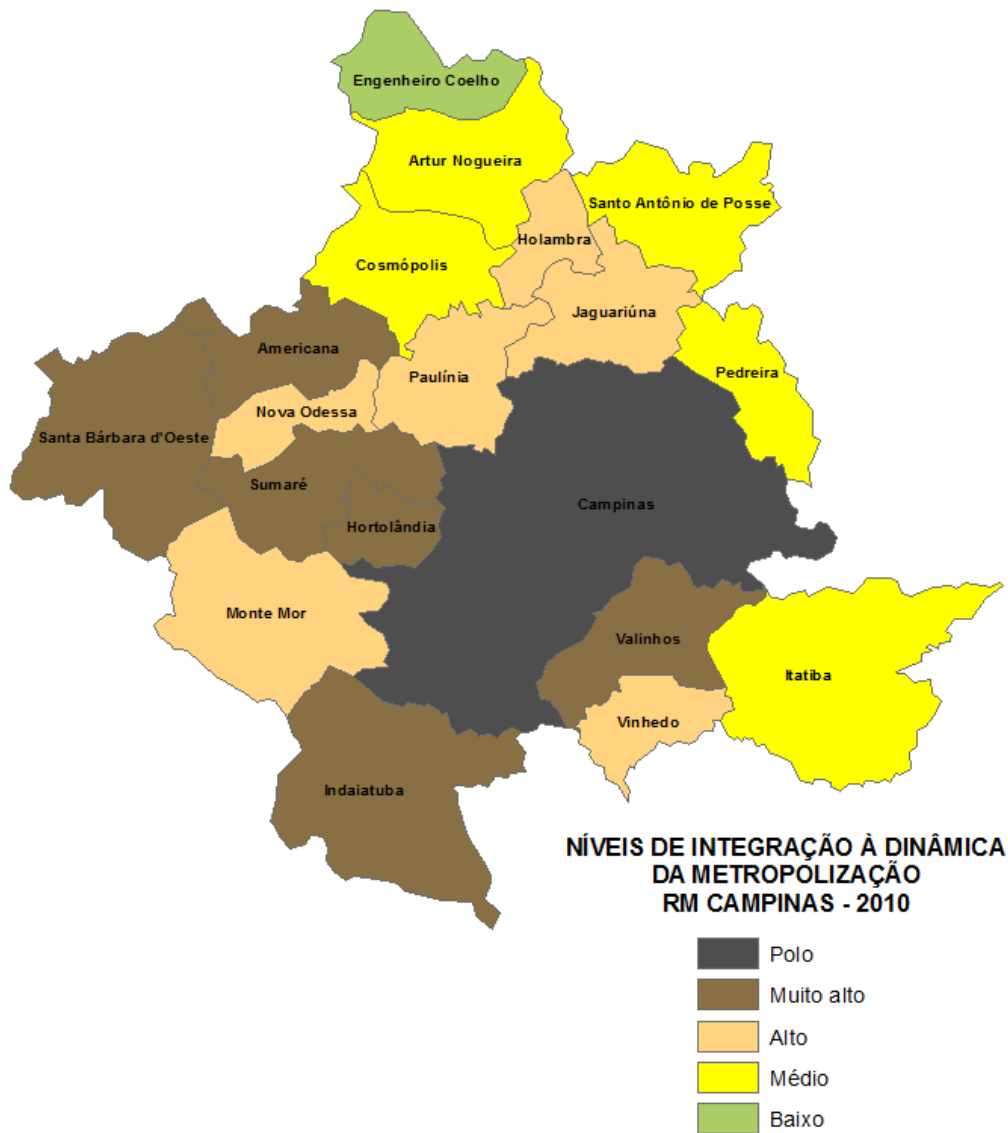 Engenheiro Coelho
Artur Nogueira
Santo Antônio de Posse
Holambra
Cosmópolis
Jaguariúna
Americana
Pedreira
Paulínia
Nova Odessa
Santa Bárbara d'Oeste
Sumaré
Campinas
Hortolândia
Monte Mor
Valinhos
Itatiba
Vinhedo
Indaiatuba
NÍVEIS DE INTEGRAÇÃO À DINÂMICA
DA METROPOLIZAÇÃO
RM CAMPINAS - 2010
Polo
Muito alto
Alto
Médio
Baixo